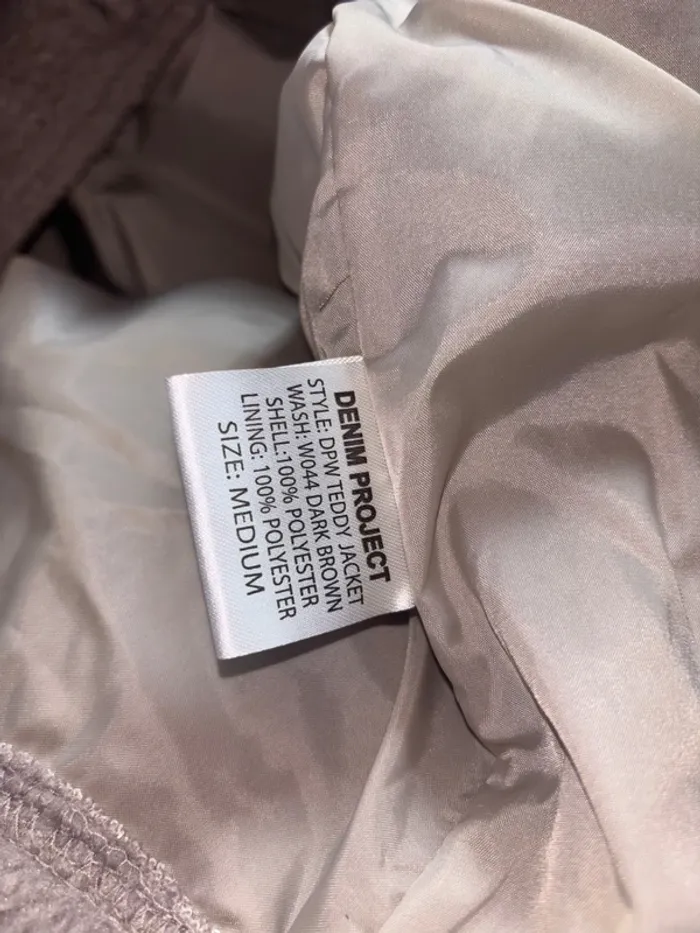 DENIM PROJECT
STYLE: DPW TEDDY JACKET
WASH: W044 DARK BROWN
SHELL:100% POLYESTER
LINING: 100% POLYESTER
SIZE: MEDIUM